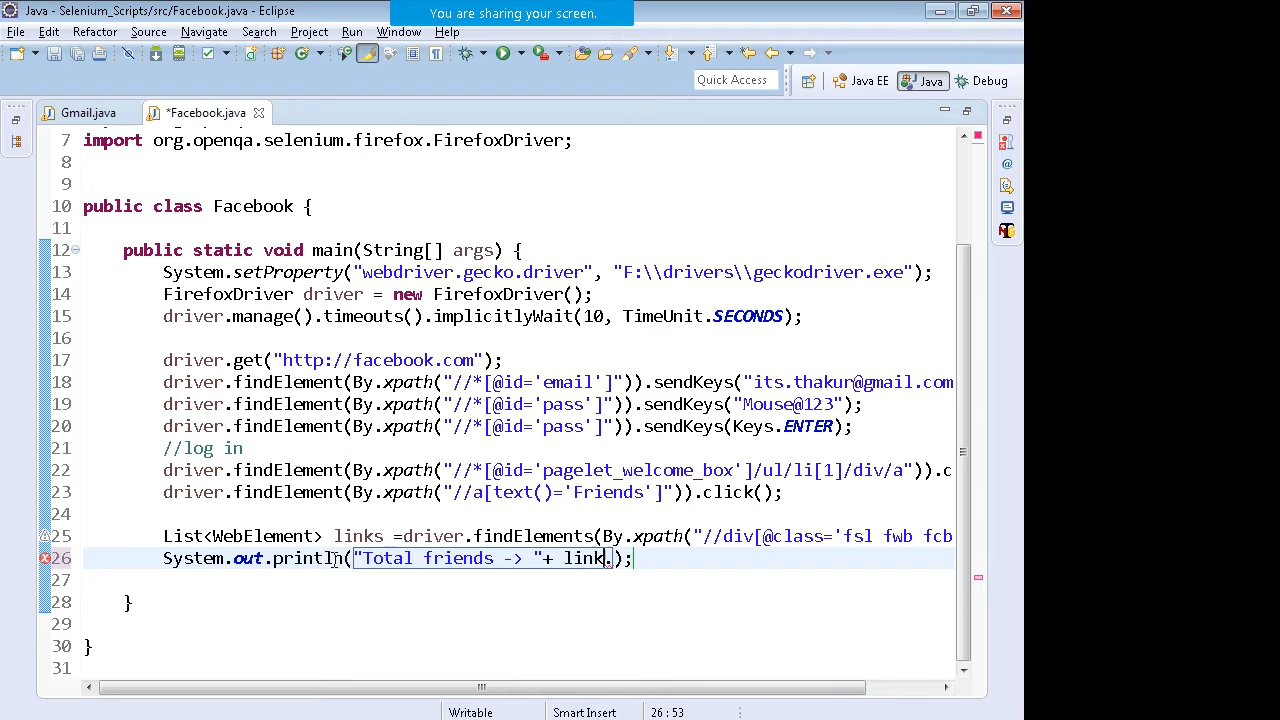 Java - Selenium_Scripts/src/Facebook.java - Eclipse
You are sharing your screen.
File Edit Refactor Source Navigate Search Project Run Window Help
Quick Access
Java EE
Java
Debug
Gmail.java
*Facebook.java
7 import org.openqa.selenium.firefox.FirefoxDriver;
8
9
10 public class Facebook {
11
12 public static void main(String[] args) {
13 System.setProperty("webdriver.gecko.driver", "F:\\drivers\\geckodriver.exe");
14 FirefoxDriver driver = new FirefoxDriver();
15 driver.manage().timeouts().implicitlyWait(10, TimeUnit.SECONDS);
16
17 driver.get("http://facebook.com");
18 driver.findElement(By.xpath("//*[@id='email']")).sendKeys("its.thakur@gmail.com
19 driver.findElement(By.xpath("//*[@id='pass']")).sendKeys("Mouse@123");
20 driver.findElement(By.xpath("//*[@id='pass']")).sendKeys(Keys.ENTER);
21 //log in
22 driver.findElement(By.xpath("//*[@id='pagelet_welcome_box']/ul/li[1]/div/a")).c
23 driver.findElement(By.xpath("//a[text()='Friends']")).click();
24
25 List<WebElement> links =driver.findElements(By.xpath("//div[@class='fsl fwb fcb
26 System.out.println("Total friends -> "+ link.);
27
28 }
29
30 }
31
Writable
Smart Insert
26 : 53